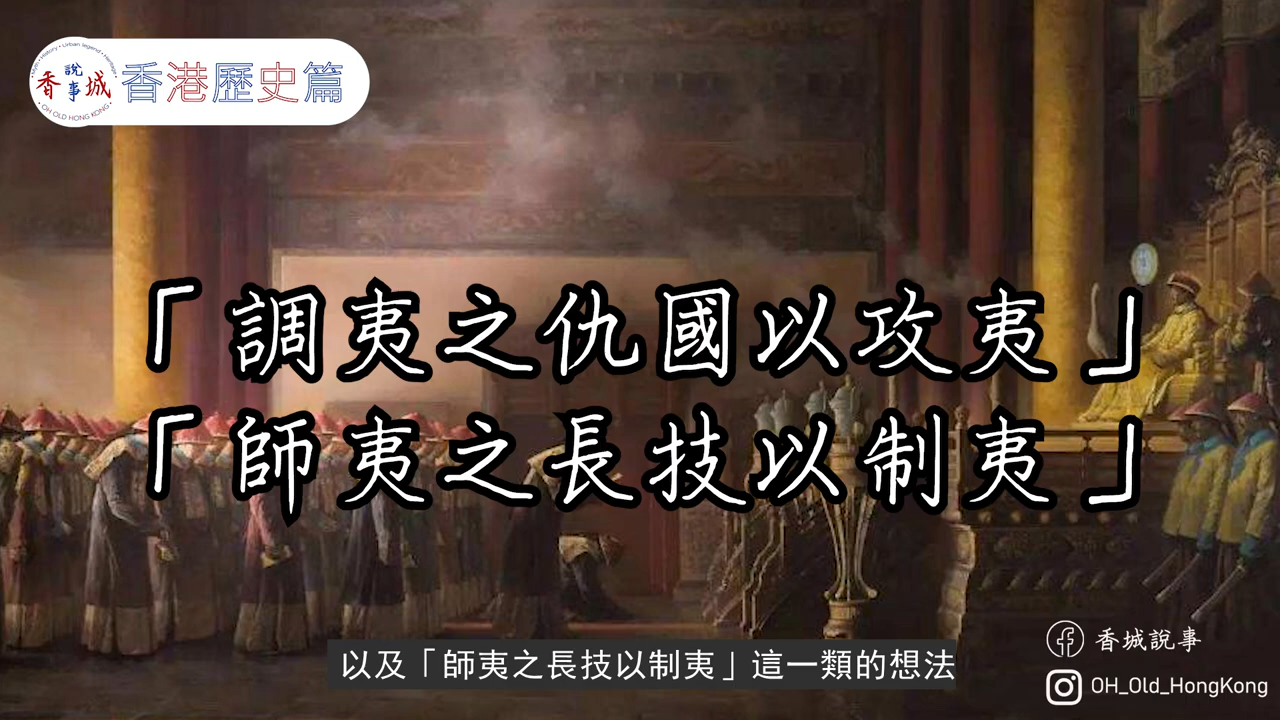 香城說事
OH OLD HONG KONG
香港歷史篇
「調夷之仇國以攻夷」
「師夷之長技以制夷」
以及「師夷之長技以制夷」這一類的想法
香城說事
OH_Old_HongKong